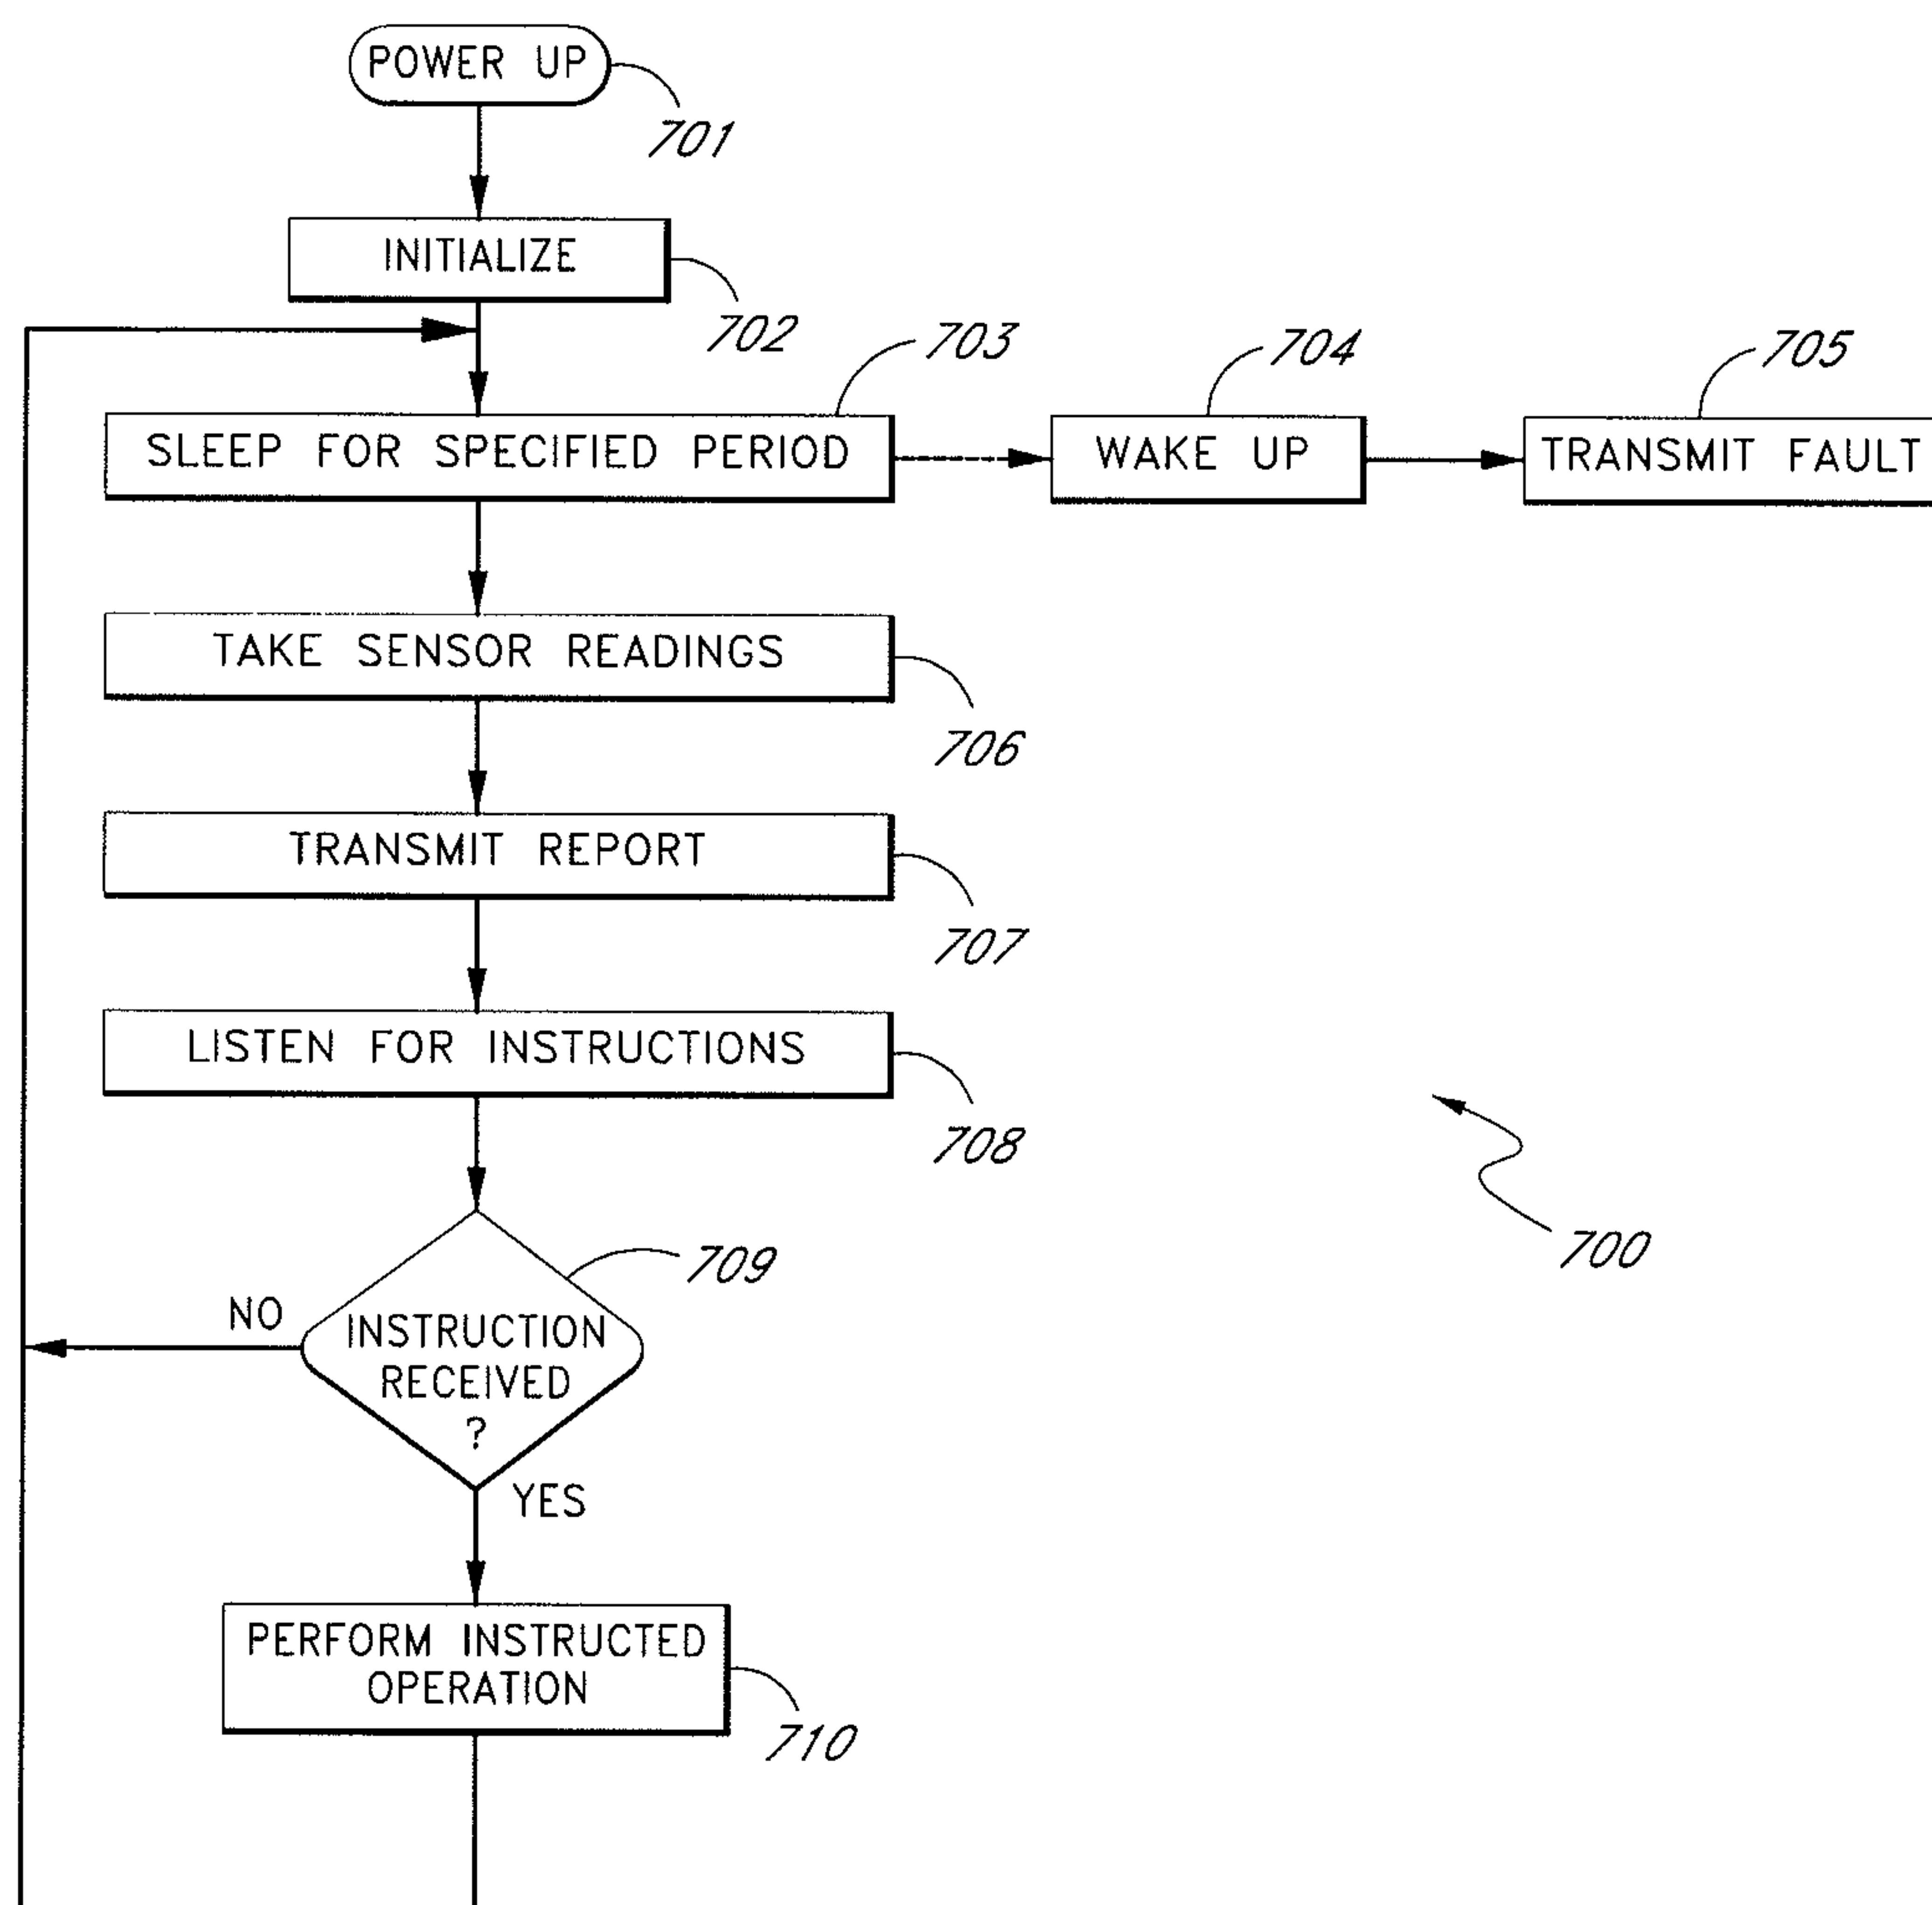 POWER UP
701
INITIALIZE
702
703
704
705
SLEEP FOR SPECIFIED PERIOD
WAKE UP
TRANSMIT FAULT
TAKE SENSOR READINGS
706
TRANSMIT REPORT
707
LISTEN FOR INSTRUCTIONS
708
709
700
NO
INSTRUCTION
RECEIVED
?
YES
PERFORM INSTRUCTED
OPERATION
710